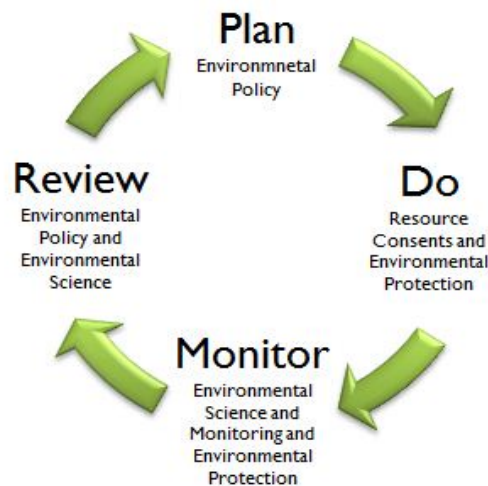 Plan
Environmnetal
Policy
Do
Resource
Consents and
Environmental
Protection
Monitor
Environmental
Science and
Monitoring and
Environmental
Protection
Review
Environmental
Policy and
Environmental
Science